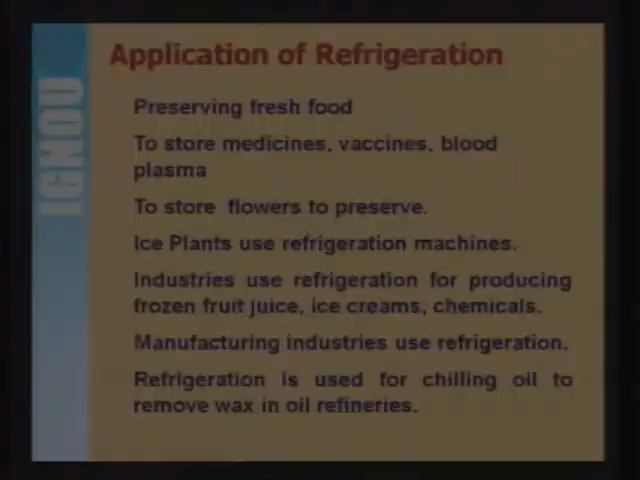 Application of Refrigeration
IGNOU
Preserving fresh food
To store medicines, vaccines, blood
plasma
To store flowers to preserve.
Ice Plants use refrigeration machines.
Industries use refrigeration for producing
frozen fruit juice, ice creams, chemicals.
Manufacturing industries use refrigeration.
Refrigeration is used for chilling oil to
remove wax in oil refineries.